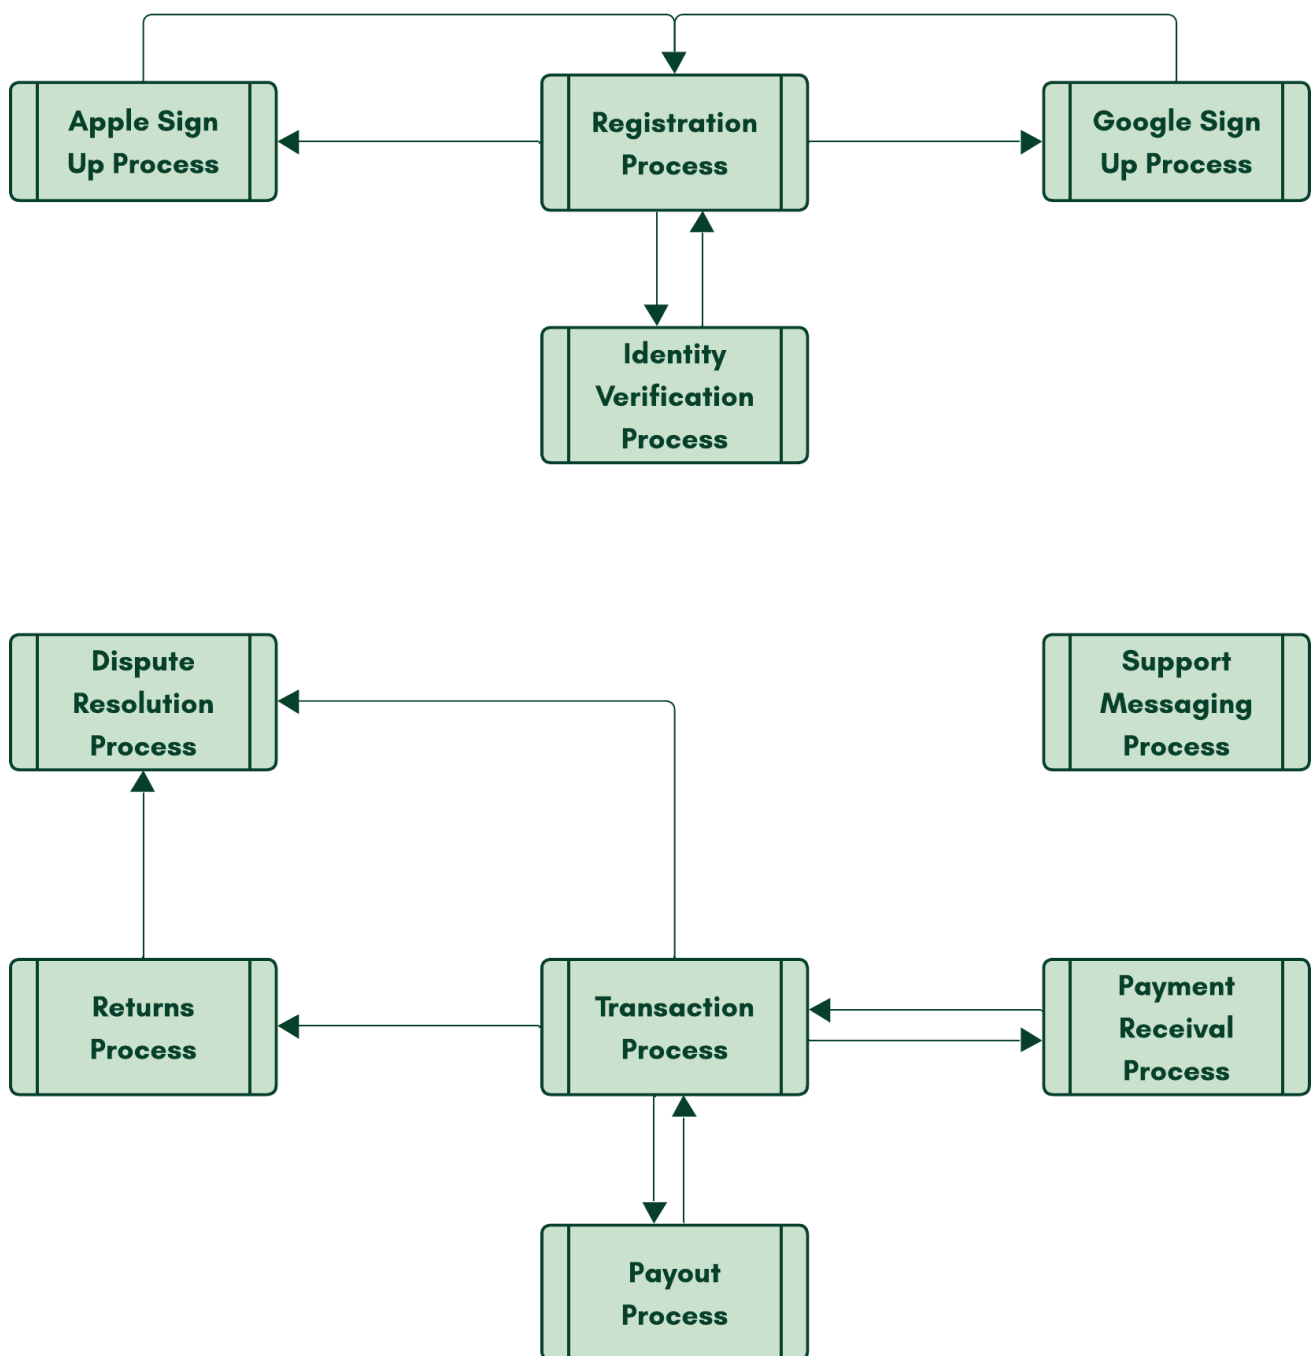 Apple Sign
Up Process
Registration
Process
Google Sign
Up Process
Identity
Verification
Process
Dispute
Resolution
Process
Support
Messaging
Process
Returns
Process
Transaction
Process
Payment
Receival
Process
Payout
Process